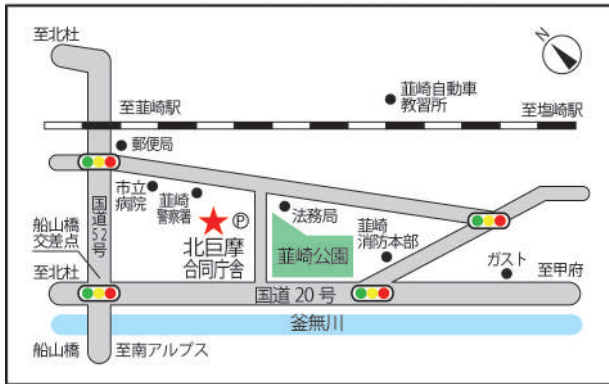 至北杜
N
韮崎自動車
教習所
至韮崎駅
至塩崎駅
郵便局
市立
病院
韮崎
警察署
国道52号
船山橋
交差点
P
北巨摩
合同庁舎
法務局
韮崎公園
韮崎
消防本部
ガスト
至北杜
至甲府
国道20号
釜無川
船山橋
至南アルプス